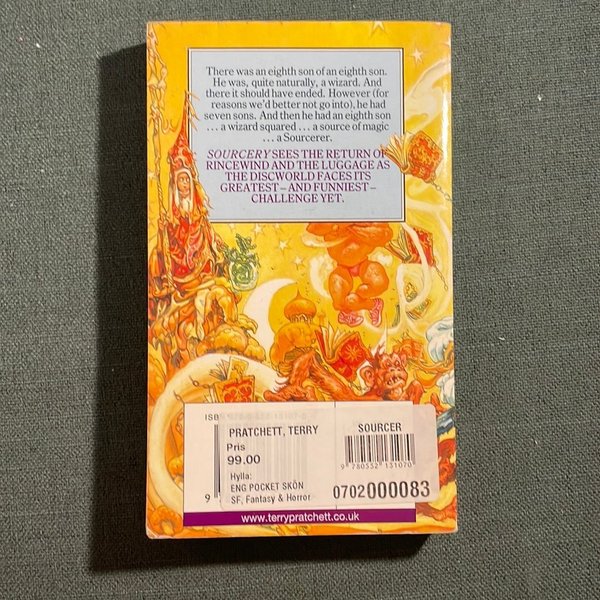 There was an eighth son of an eighth son.
He was, quite naturally, a wizard. And
there it should have ended. However (for
reasons we'd better not go into), he had
seven sons. And then he had an eighth son
... a wizard squared ... a source of magic
... a Sourcerer.
SOURCERY SEES THE RETURN OF
RINCEWIND AND THE LUGGAGE AS
THE DISCWORLD FACES ITS
GREATEST – AND FUNNIEST –
CHALLENGE YET.
ISB
PRATCHETT, TERRY
Pris
99.00
Hylla:
ENG POCKET SKÖN
SF, Fantasy & Horror
SOURCER
9 780552 131070
0702000083
9
www.terrypratchett.co.uk